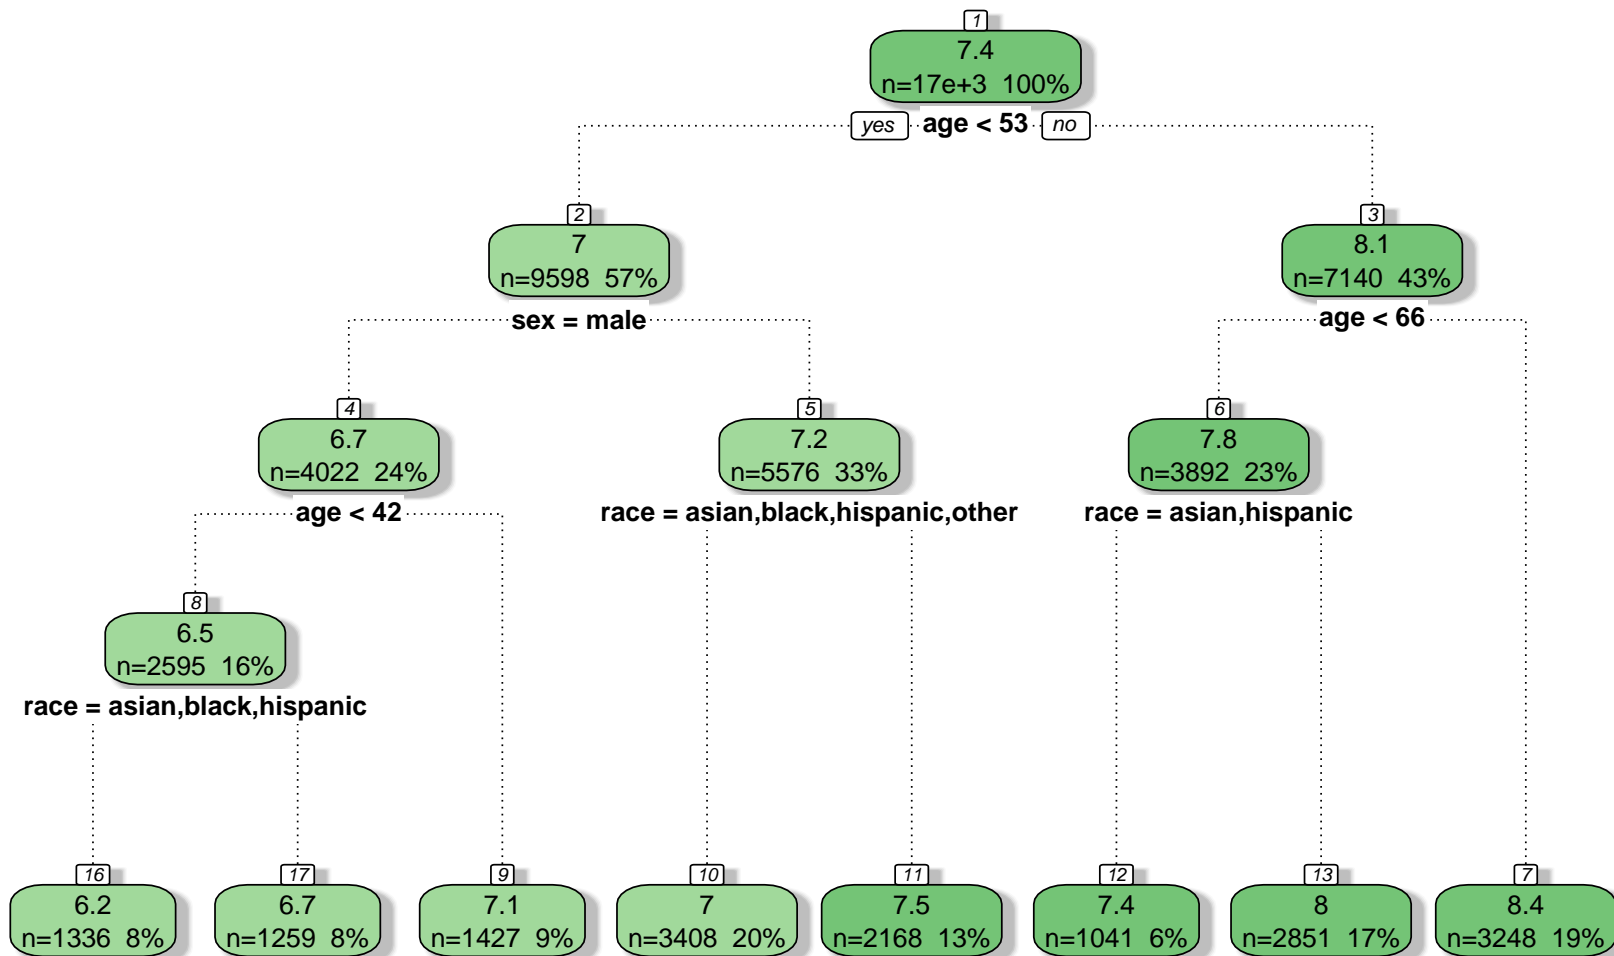 1
7.4
n=17e+3 100%
yes age < 53 no
2
7
n=9598 57%
sex = male
3
8.1
n=7140 43%
age < 66
4
6.7
n=4022 24%
age < 42
5
7.2
n=5576 33%
race = asian,black,hispanic,other
6
7.8
n=3892 23%
race = asian,hispanic
8
6.5
n=2595 16%
race = asian,black,hispanic
16
6.2
n=1336 8%
17
6.7
n=1259 8%
9
7.1
n=1427 9%
10
7
n=3408 20%
11
7.5
n=2168 13%
12
7.4
n=1041 6%
13
8
n=2851 17%
7
8.4
n=3248 19%